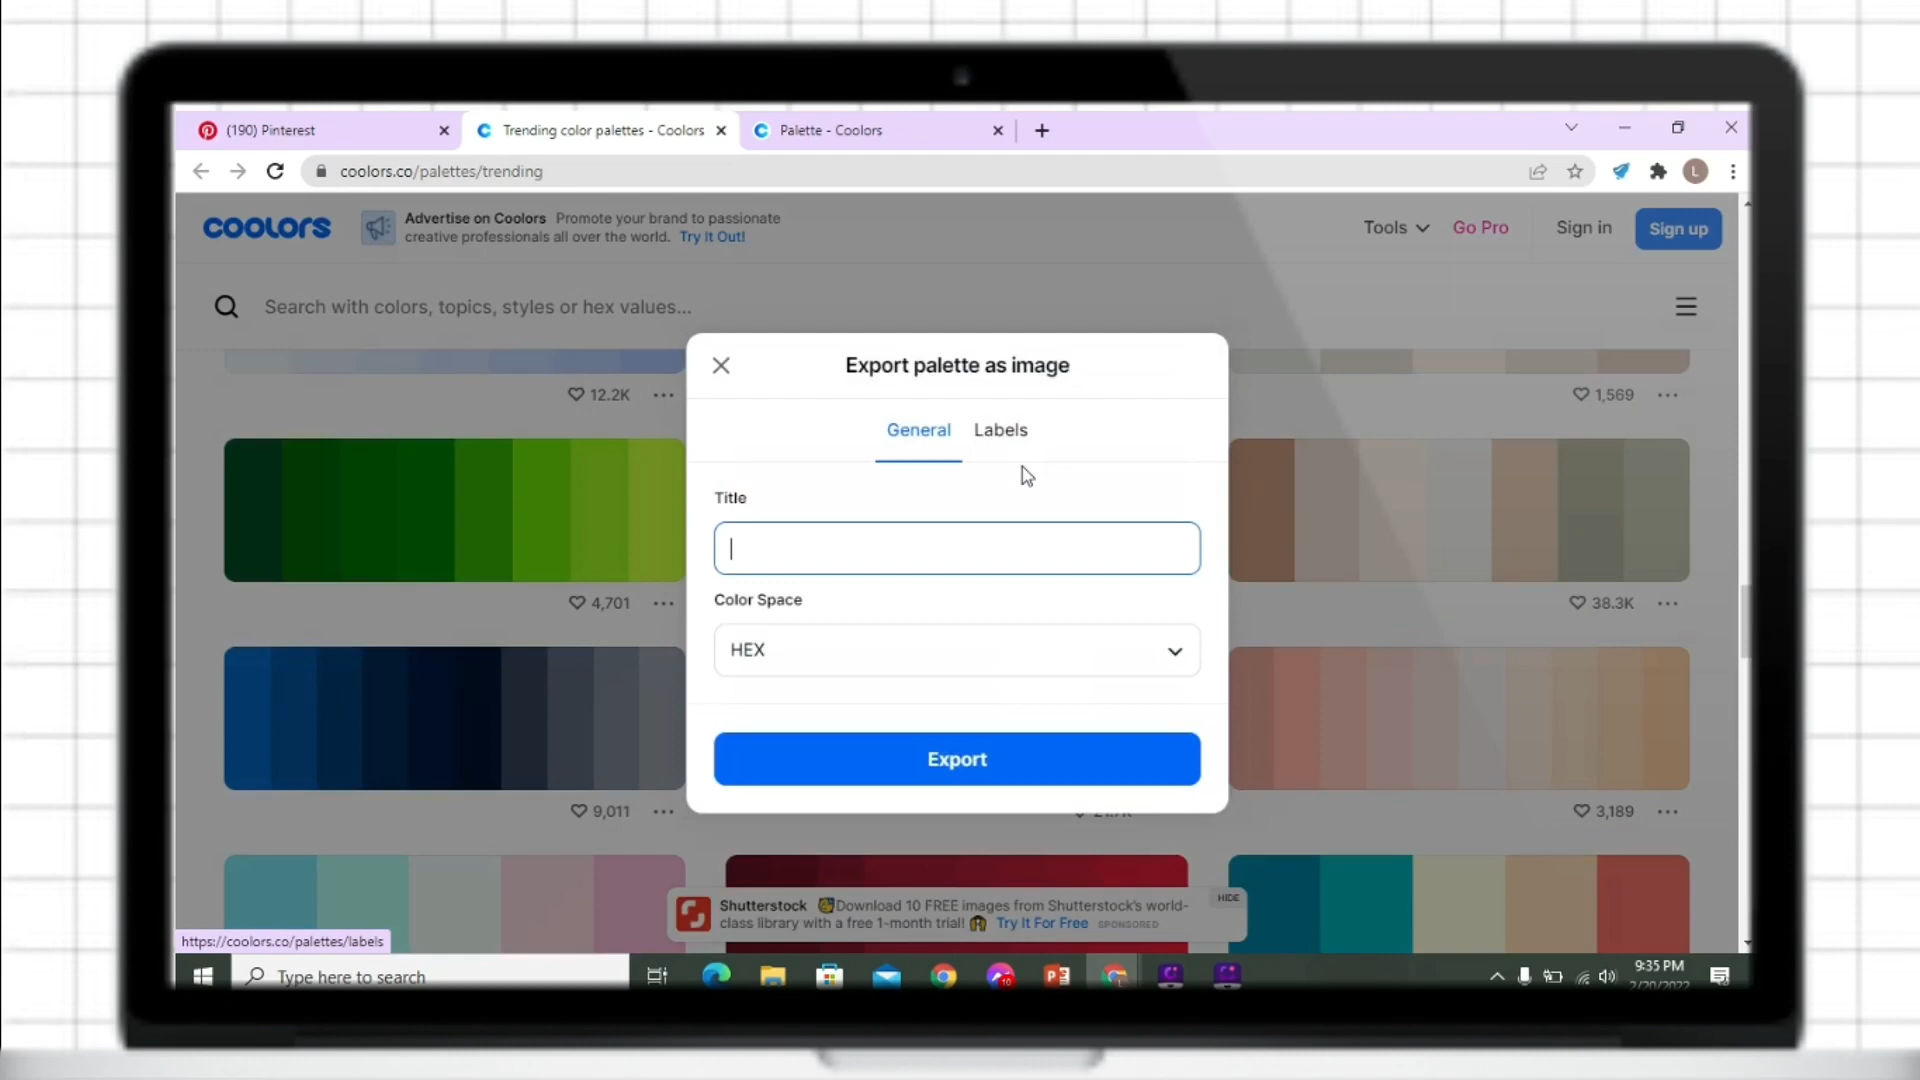 (190) Pinterest
Trending color palettes - Coolors
Palette - Coolors
coolors.co/palettes/trending
coolors
Advertise on Coolors Promote your brand to passionate
creative professionals all over the world. Try It Out!
Tools
Go Pro
Sign in
Sign up
Search with colors, topics, styles or hex values...
Export palette as image
12.2K
1,569
General
Labels
Title
4,701
38.3K
Color Space
HEX
Export
9,011
3,189
Shutterstock Download 10 FREE images from Shutterstock's world-
class library with a free 1-month trial! Try It For Free SPONSORED
HIDE
https://coolors.co/palettes/labels
Type here to search
10
L
9:35 PM
2/20/2022